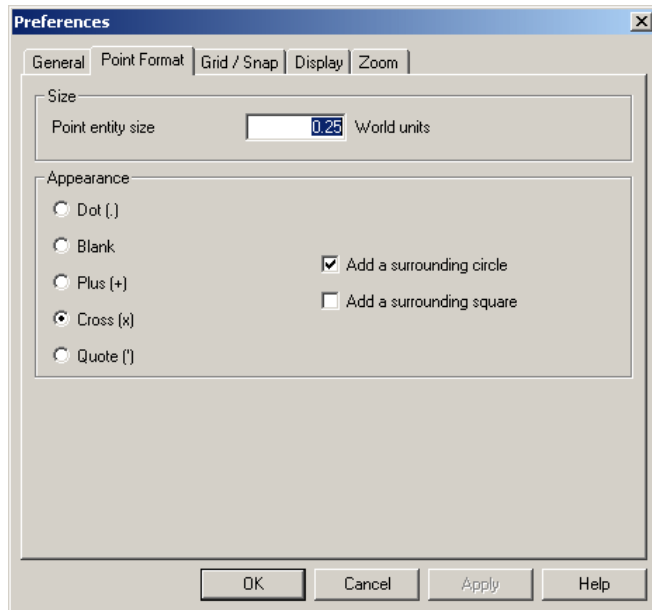 Preferences
General Point Format Grid / Snap Display Zoom
Size
Point entity size 0.25 World units
Appearance
Dot (.)
Blank
Plus (+)
Cross (x)
Quote (')
Add a surrounding circle
Add a surrounding square
OK Cancel Apply Help